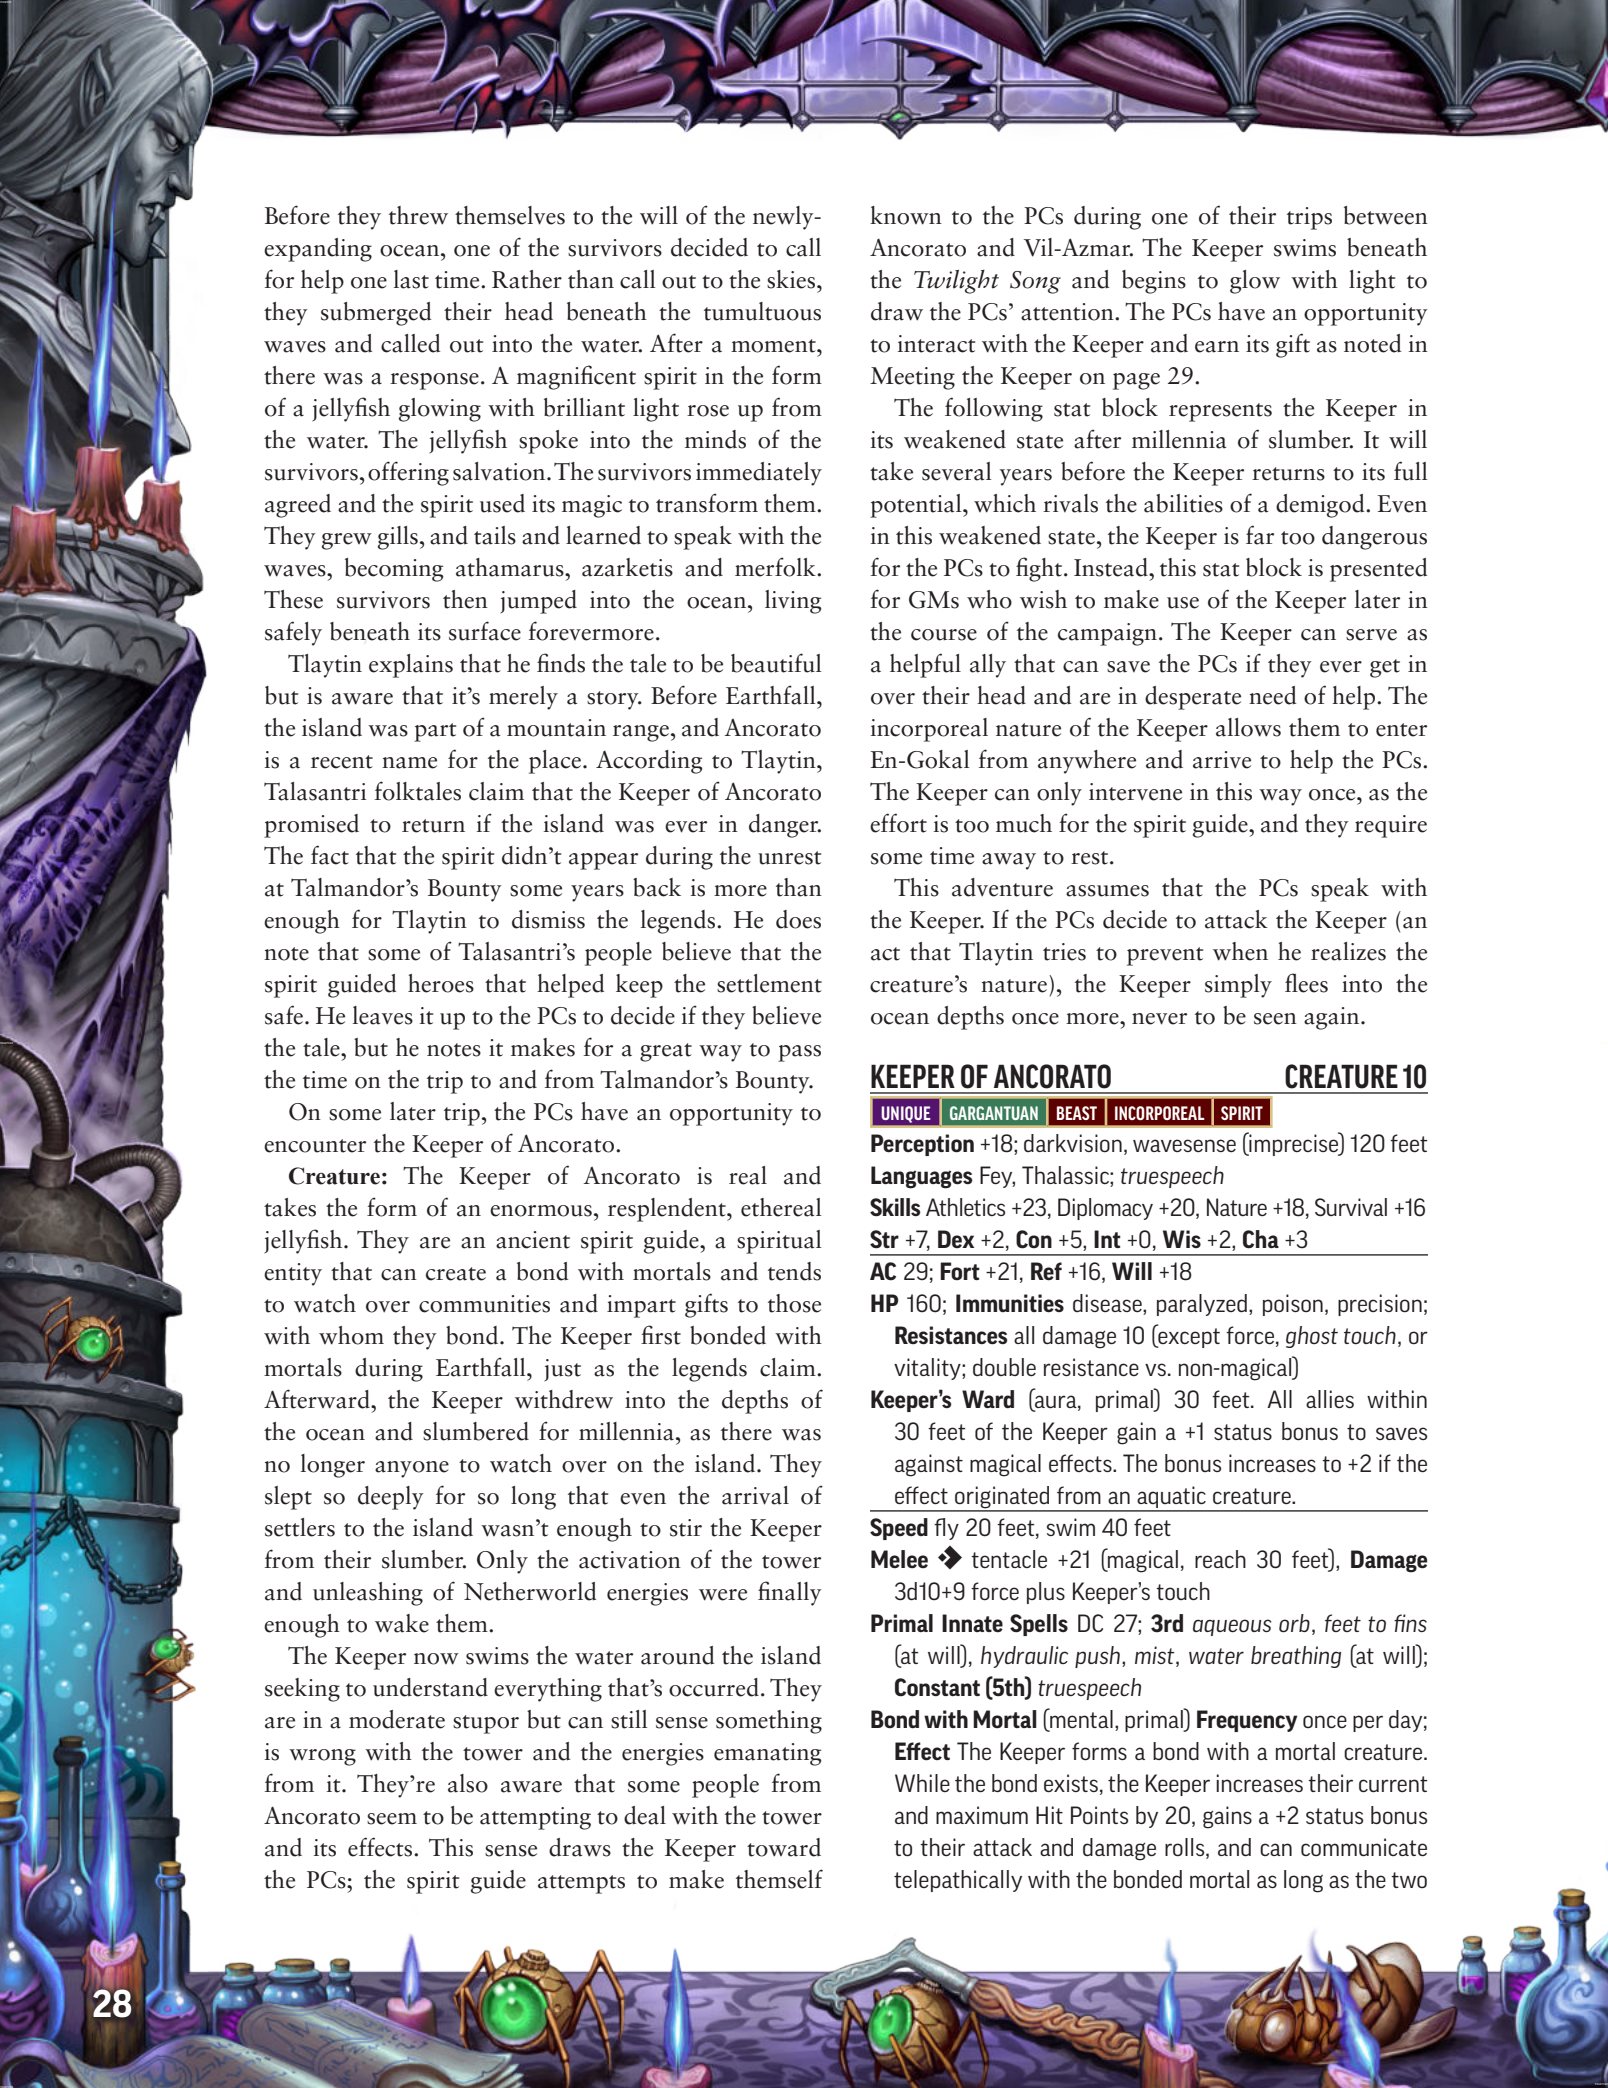 Before they threw themselves to the will of the newly-
expanding ocean, one of the survivors decided to call
for help one last time. Rather than call out to the skies,
they submerged their head beneath the tumultuous
waves and called out into the water. After a moment,
there was a response. A magnificent spirit in the form
of a jellyfish glowing with brilliant light rose up from
the water. The jellyfish spoke into the minds of the
survivors, offering salvation. The survivors immediately
agreed and the spirit used its magic to transform them.
They grew gills, and tails and learned to speak with the
waves, becoming athamarus, azarketis and merfolk.
These survivors then jumped into the ocean, living
safely beneath its surface forevermore.
Tlaytin explains that he finds the tale to be beautiful
but is aware that it's merely a story. Before Earthfall,
the island was part of a mountain range, and Ancorato
is a recent name for the place. According to Tlaytin,
Talasantri folktales claim that the Keeper of Ancorato
promised to return if the island was ever in danger.
The fact that the spirit didn't appear during the unrest
at Talmandor's Bounty some years back is more than
enough for Tlaytin to dismiss the legends. He does
note that some of Talasantri's people believe that the
spirit guided heroes that helped keep the settlement
safe. He leaves it up to the PCs to decide if they believe
the tale, but he notes it makes for a great way to pass
the time on the trip to and from Talmandor's Bounty.
On some later trip, the PCs have an opportunity to
encounter the Keeper of Ancorato.
Creature: The Keeper of Ancorato is real and
takes the form of an enormous, resplendent, ethereal
jellyfish. They are an ancient spirit guide, a spiritual
entity that can create a bond with mortals and tends
to watch over communities and impart gifts to those
with whom they bond. The Keeper first bonded with
mortals during Earthfall, just as the legends claim.
Afterward, the Keeper withdrew into the depths of
the ocean and slumbered for millennia, as there was
no longer anyone to watch over on the island. They
slept so deeply for so long that even the arrival of
settlers to the island wasn't enough to stir the Keeper
from their slumber. Only the activation of the tower
and unleashing of Netherworld energies were finally
enough to wake them.
The Keeper now swims the water around the island
seeking to understand everything that's occurred. They
are in a moderate stupor but can still sense something
is wrong with the tower and the energies emanating
from it. They're also aware that some people from
Ancorato seem to be attempting to deal with the tower
and its effects. This sense draws the Keeper toward
the PCs; the spirit guide attempts to make themself
known to the PCs during one of their trips between
Ancorato and Vil-Azmar. The Keeper swims beneath
the Twilight Song and begins to glow with light to
draw the PCs' attention. The PCs have an opportunity
to interact with the Keeper and earn its gift as noted in
Meeting the Keeper on page 29.
The following stat block represents the Keeper in
its weakened state after millennia of slumber. It will
take several years before the Keeper returns to its full
potential, which rivals the abilities of a demigod. Even
in this weakened state, the Keeper is far too dangerous
for the PCs to fight. Instead, this stat block is presented
for GMs who wish to make use of the Keeper later in
the course of the campaign. The Keeper can serve as
a helpful ally that can save the PCs if they ever get in
over their head and are in desperate need of help. The
incorporeal nature of the Keeper allows them to enter
En-Gokal from anywhere and arrive to help the PCs.
The Keeper can only intervene in this way once, as the
effort is too much for the spirit guide, and they require
some time away to rest.
This adventure assumes that the PCs speak with
the Keeper. If the PCs decide to attack the Keeper (an
act that Tlaytin tries to prevent when he realizes the
creature's nature), the Keeper simply flees into the
ocean depths once more, never to be seen again.
KEEPER OF ANCORATO CREATURE 10
UNIQUE GARGANTUAN BEAST INCORPOREAL SPIRIT
Perception +18; darkvision, wavesense (imprecise) 120 feet
Languages Fey, Thalassic; truespeech
Skills Athletics +23, Diplomacy +20, Nature +18, Survival +16
Str +7, Dex +2, Con +5, Int +0, Wis +2, Cha +3
AC 29; Fort +21, Ref +16, Will +18
HP 160; Immunities disease, paralyzed, poison, precision;
Resistances all damage 10 (except force, ghost touch, or
vitality; double resistance vs. non-magical)
Keeper's Ward (aura, primal) 30 feet. All allies within
30 feet of the Keeper gain a +1 status bonus to saves
against magical effects. The bonus increases to +2 if the
effect originated from an aquatic creature.
Speed fly 20 feet, swim 40 feet
Melee tentacle +21 (magical, reach 30 feet), Damage
3d10+9 force plus Keeper's touch
Primal Innate Spells DC 27; 3rd aqueous orb, feet to fins
(at will), hydraulic push, mist, water breathing (at will);
Constant (5th) truespeech
Bond with Mortal (mental, primal) Frequency once per day;
Effect The Keeper forms a bond with a mortal creature.
While the bond exists, the Keeper increases their current
and maximum Hit Points by 20, gains a +2 status bonus
to their attack and damage rolls, and can communicate
telepathically with the bonded mortal as long as the two
28